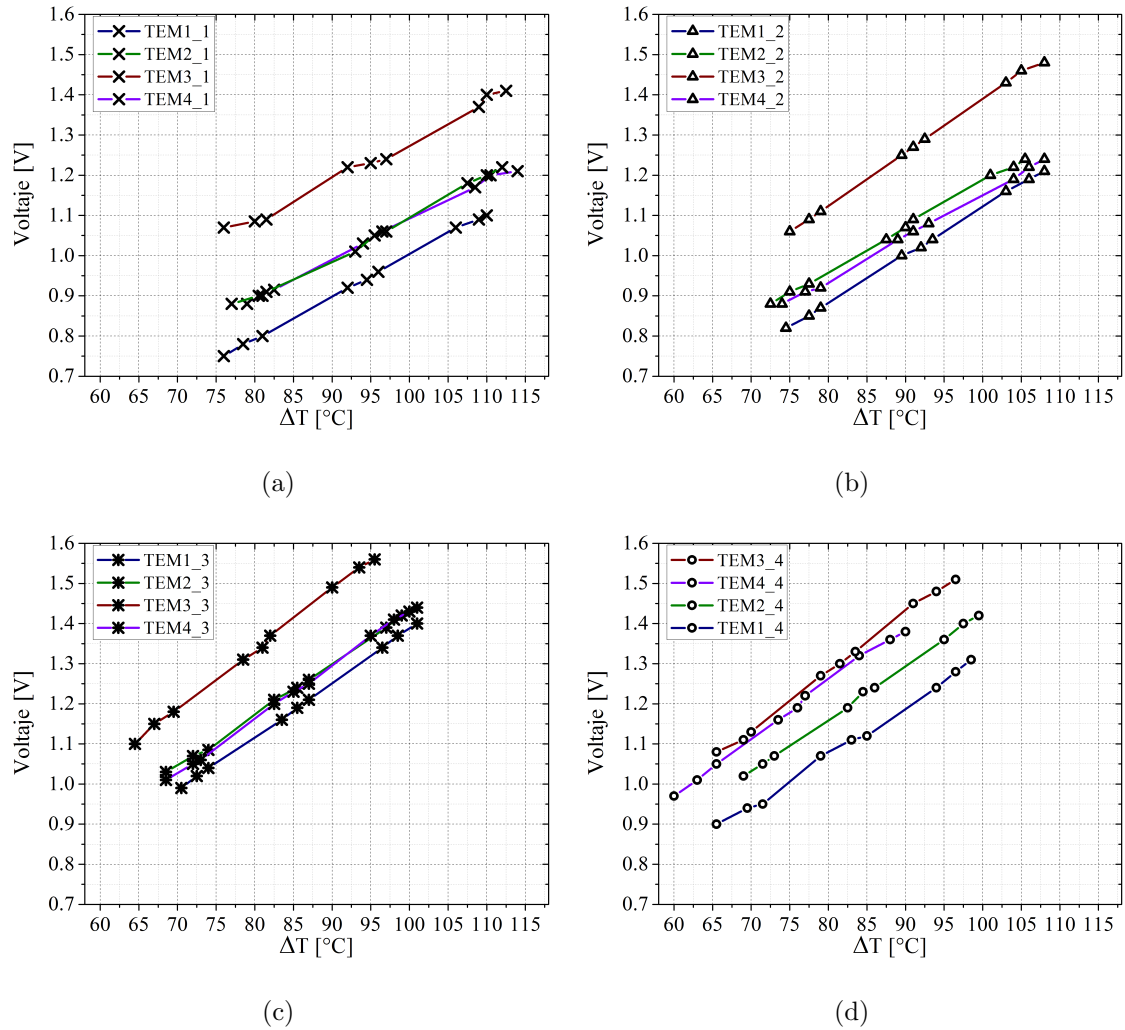 TEM1_1
TEM2_1
TEM3_1
TEM4_1
1.6
1.5
1.4
1.3
1.2
1.1
1.0
0.9
0.8
0.7
Voltaje [V]
60 65 70 75 80 85 90 95 100 105 110 115
ΔT [°C]
(a)
TEM1_2
TEM2_2
TEM3_2
TEM4_2
1.6
1.5
1.4
1.3
1.2
1.1
1.0
0.9
0.8
0.7
Voltaje [V]
60 65 70 75 80 85 90 95 100 105 110 115
ΔT [°C]
(b)
TEM1_3
TEM2_3
TEM3_3
TEM4_3
1.6
1.5
1.4
1.3
1.2
1.1
1.0
0.9
0.8
0.7
Voltaje [V]
60 65 70 75 80 85 90 95 100 105 110 115
ΔT [°C]
(c)
TEM3_4
TEM4_4
TEM2_4
TEM1_4
1.6
1.5
1.4
1.3
1.2
1.1
1.0
0.9
0.8
0.7
Voltaje [V]
60 65 70 75 80 85 90 95 100 105 110 115
ΔT [°C]
(d)